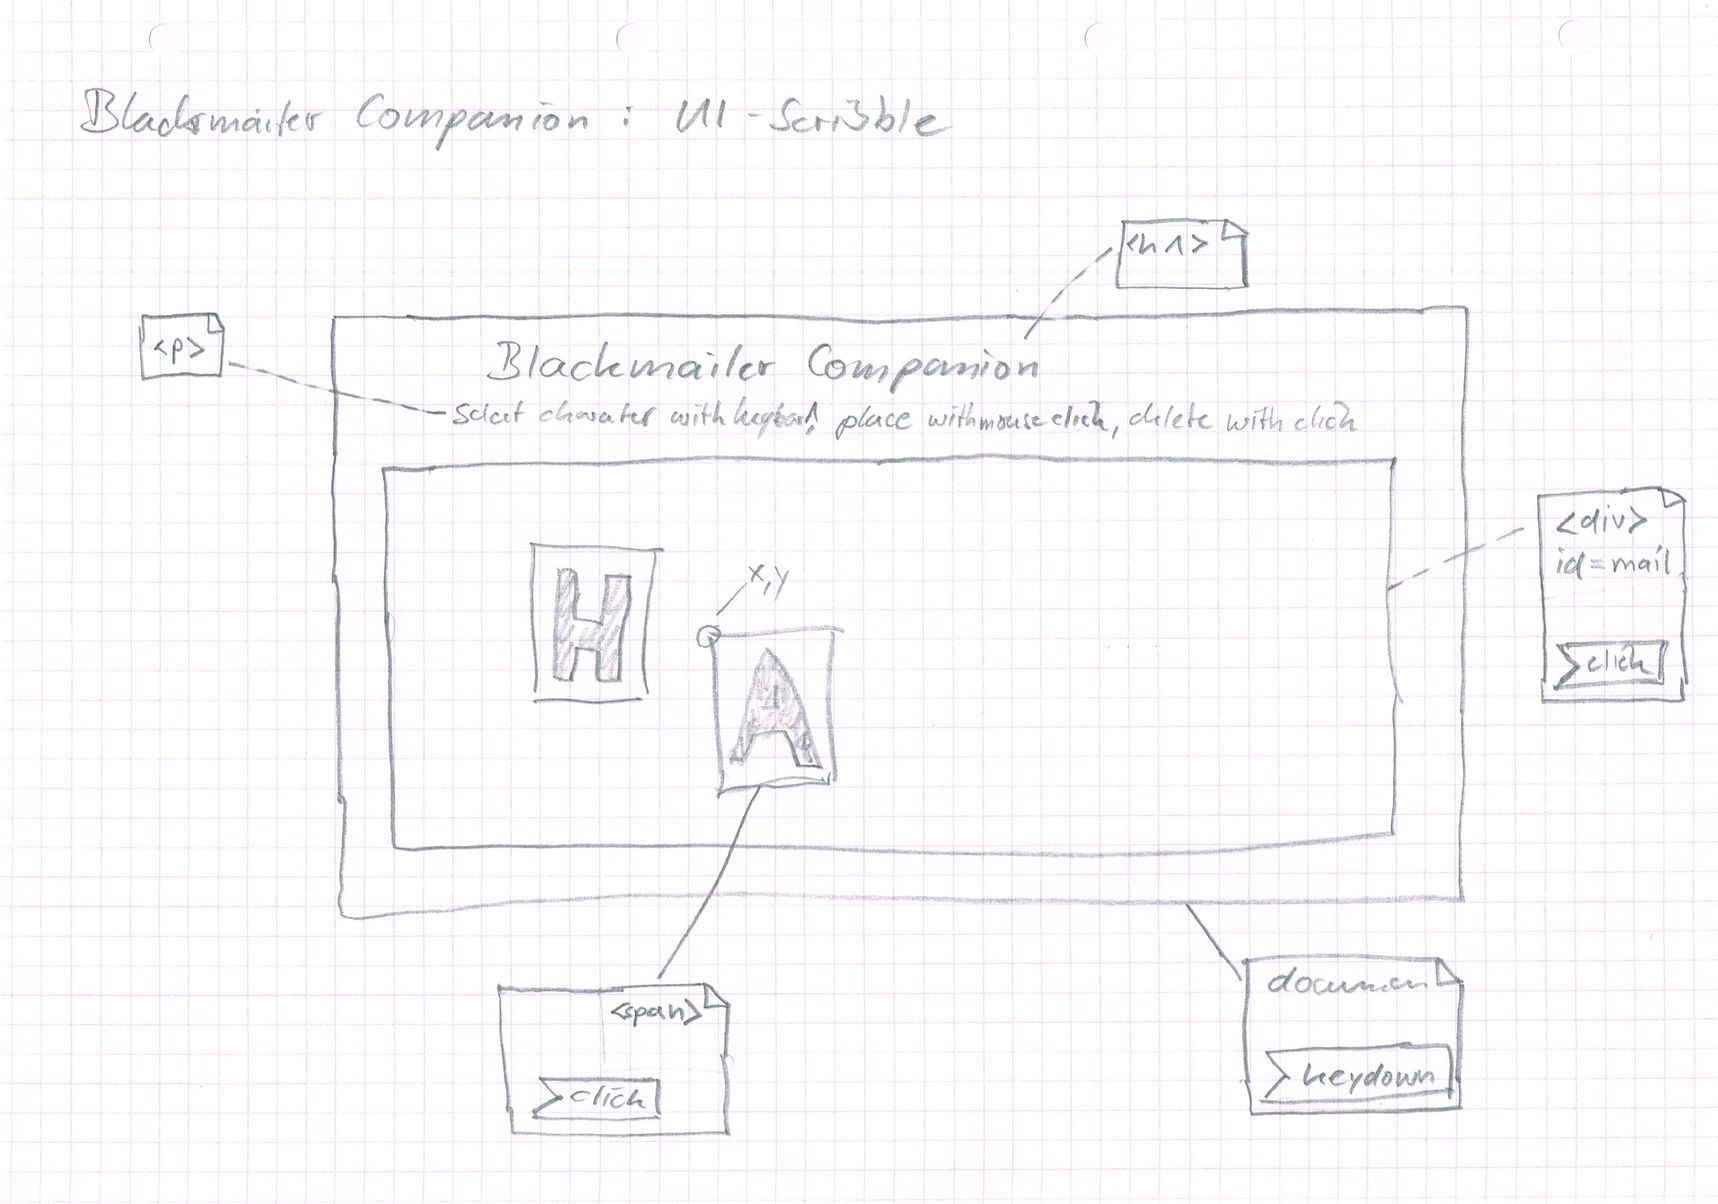 Blackmailer Companion : UI-Scribble
<h1>
<p>
Blackmailer Companion
Select character with keyboard, place with mouse click, delete with click
<div>
id=mail
click
H
x,y
A
<span>
click
document
keydown